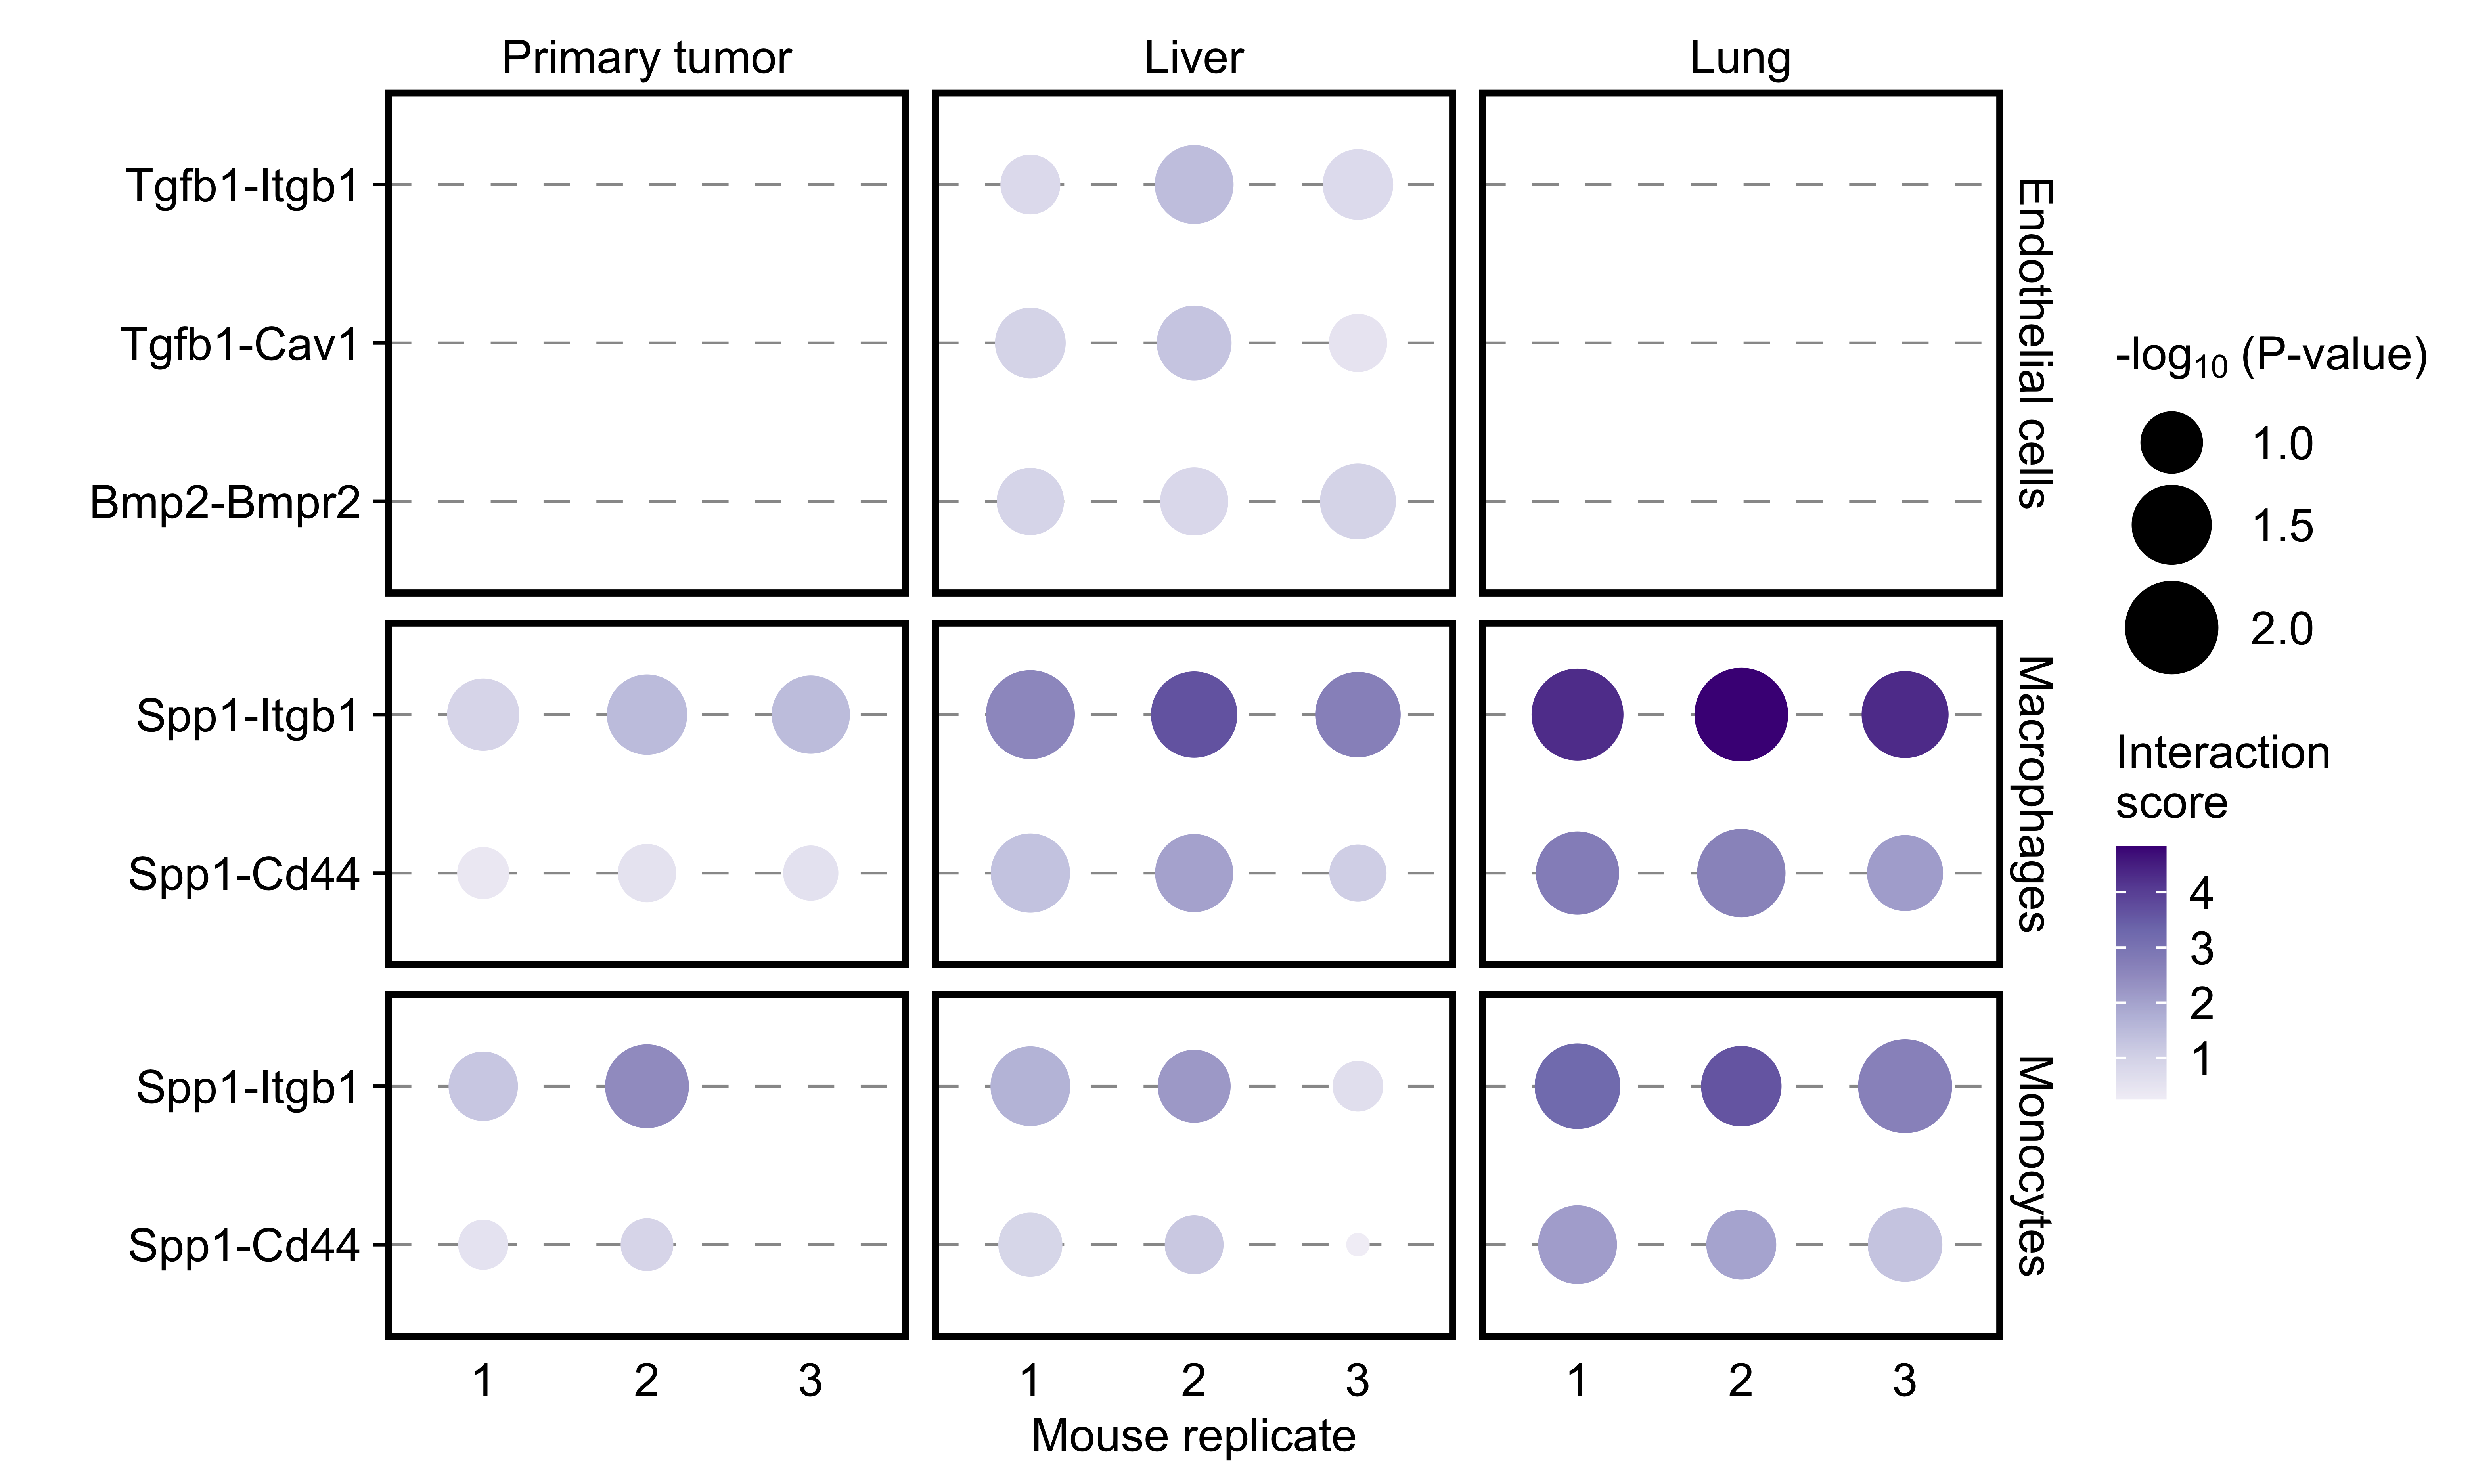 Primary tumor
Liver
Lung
Tgfb1-Itgb1
Tgfb1-Cav1
Bmp2-Bmpr2
Endothelial cells
Spp1-Itgb1
Spp1-Cd44
Macrophages
Spp1-Itgb1
Spp1-Cd44
Monocytes
1 2 3
1 2 3
1 2 3
Mouse replicate
-log10 (P-value)
1.0
1.5
2.0
Interaction
score
4
3
2
1